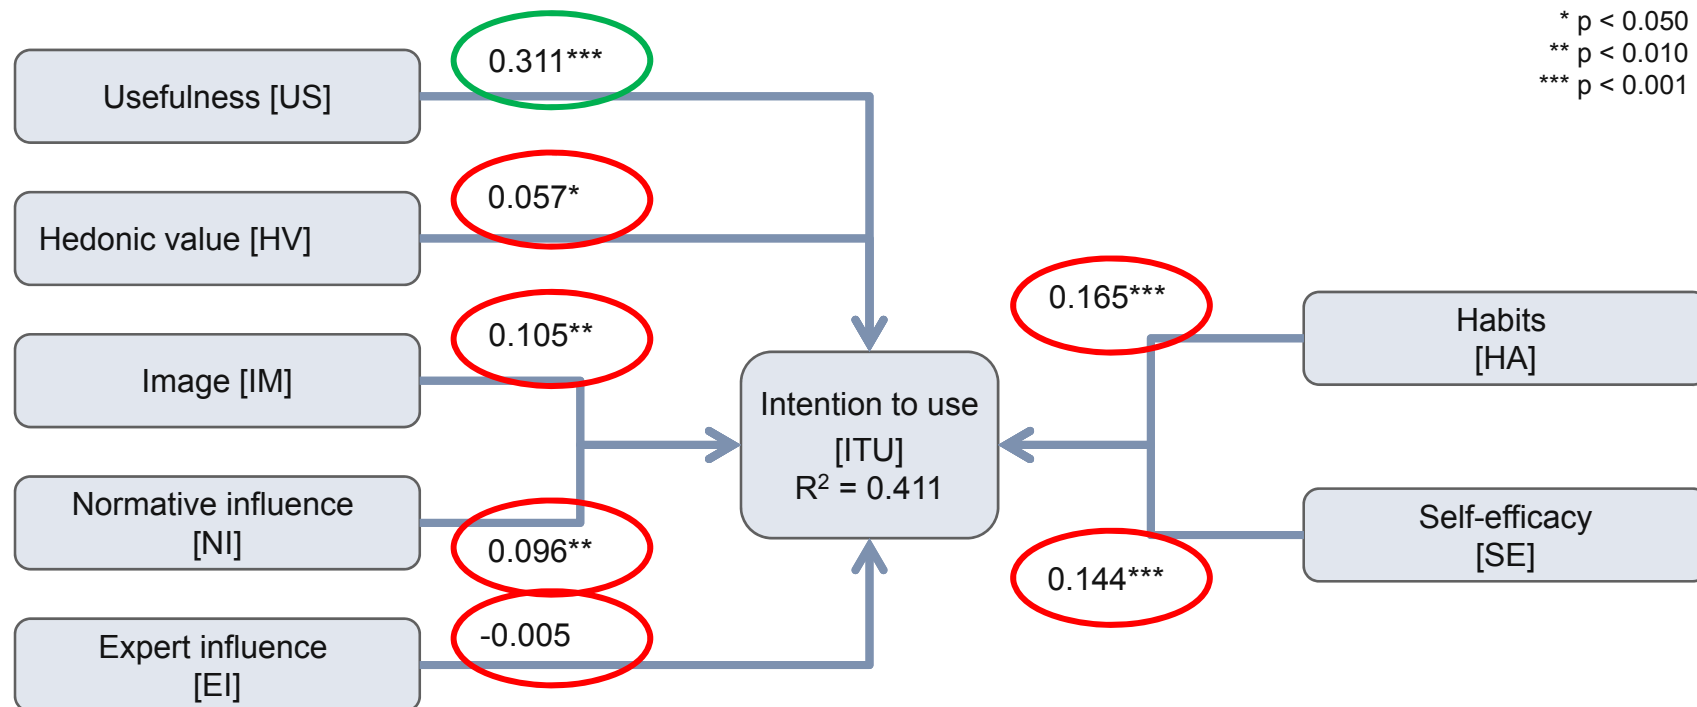 * p < 0.050
** p < 0.010
*** p < 0.001
0.311***
Usefulness [US]
0.057*
Hedonic value [HV]
0.105**
Image [IM]
Normative influence
[NI]
0.096**
-0.005
Expert influence
[EI]
Intention to use
[ITU]
R² = 0.411
0.165***
Habits
[HA]
Self-efficacy
[SE]
0.144***